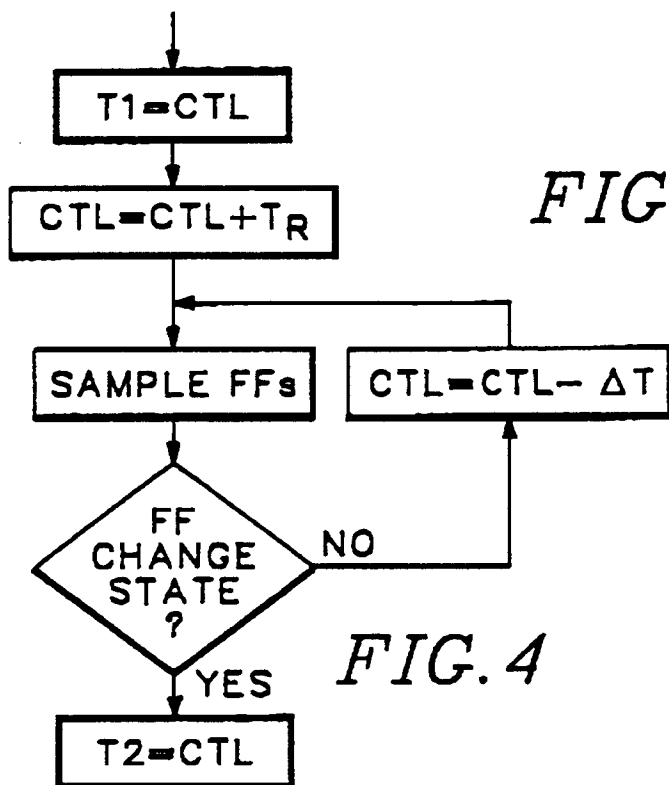 T1=CTL
CTL=CTL+TR
FIG
SAMPLE FFs
CTL=CTL- ΔT
FF
CHANGE
STATE
?
NO
YES
FIG. 4
T2=CTL